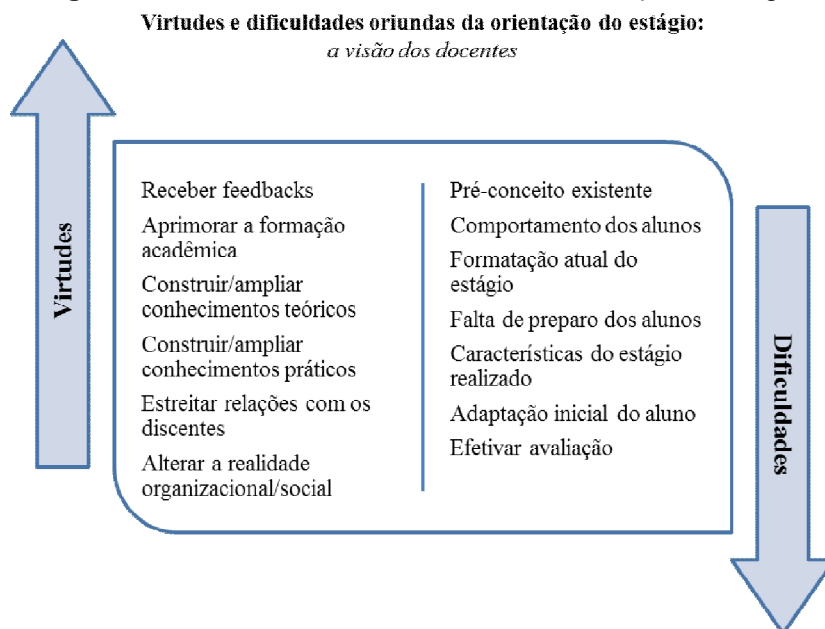 Virtudes e dificuldades oriundas da orientação do estágio:
a visão dos docentes
Virtudes
Receber feedbacks
Aprimorar a formação
acadêmica
Construir/ampliar
conhecimentos teóricos
Construir/ampliar
conhecimentos práticos
Estreitar relações com os
discentes
Alterar a realidade
organizacional/social
Pré-conceito existente
Comportamento dos alunos
Formatação atual do
estágio
Falta de preparo dos alunos
Características do estágio
realizado
Adaptação inicial do aluno
Efetivar avaliação
Dificuldades